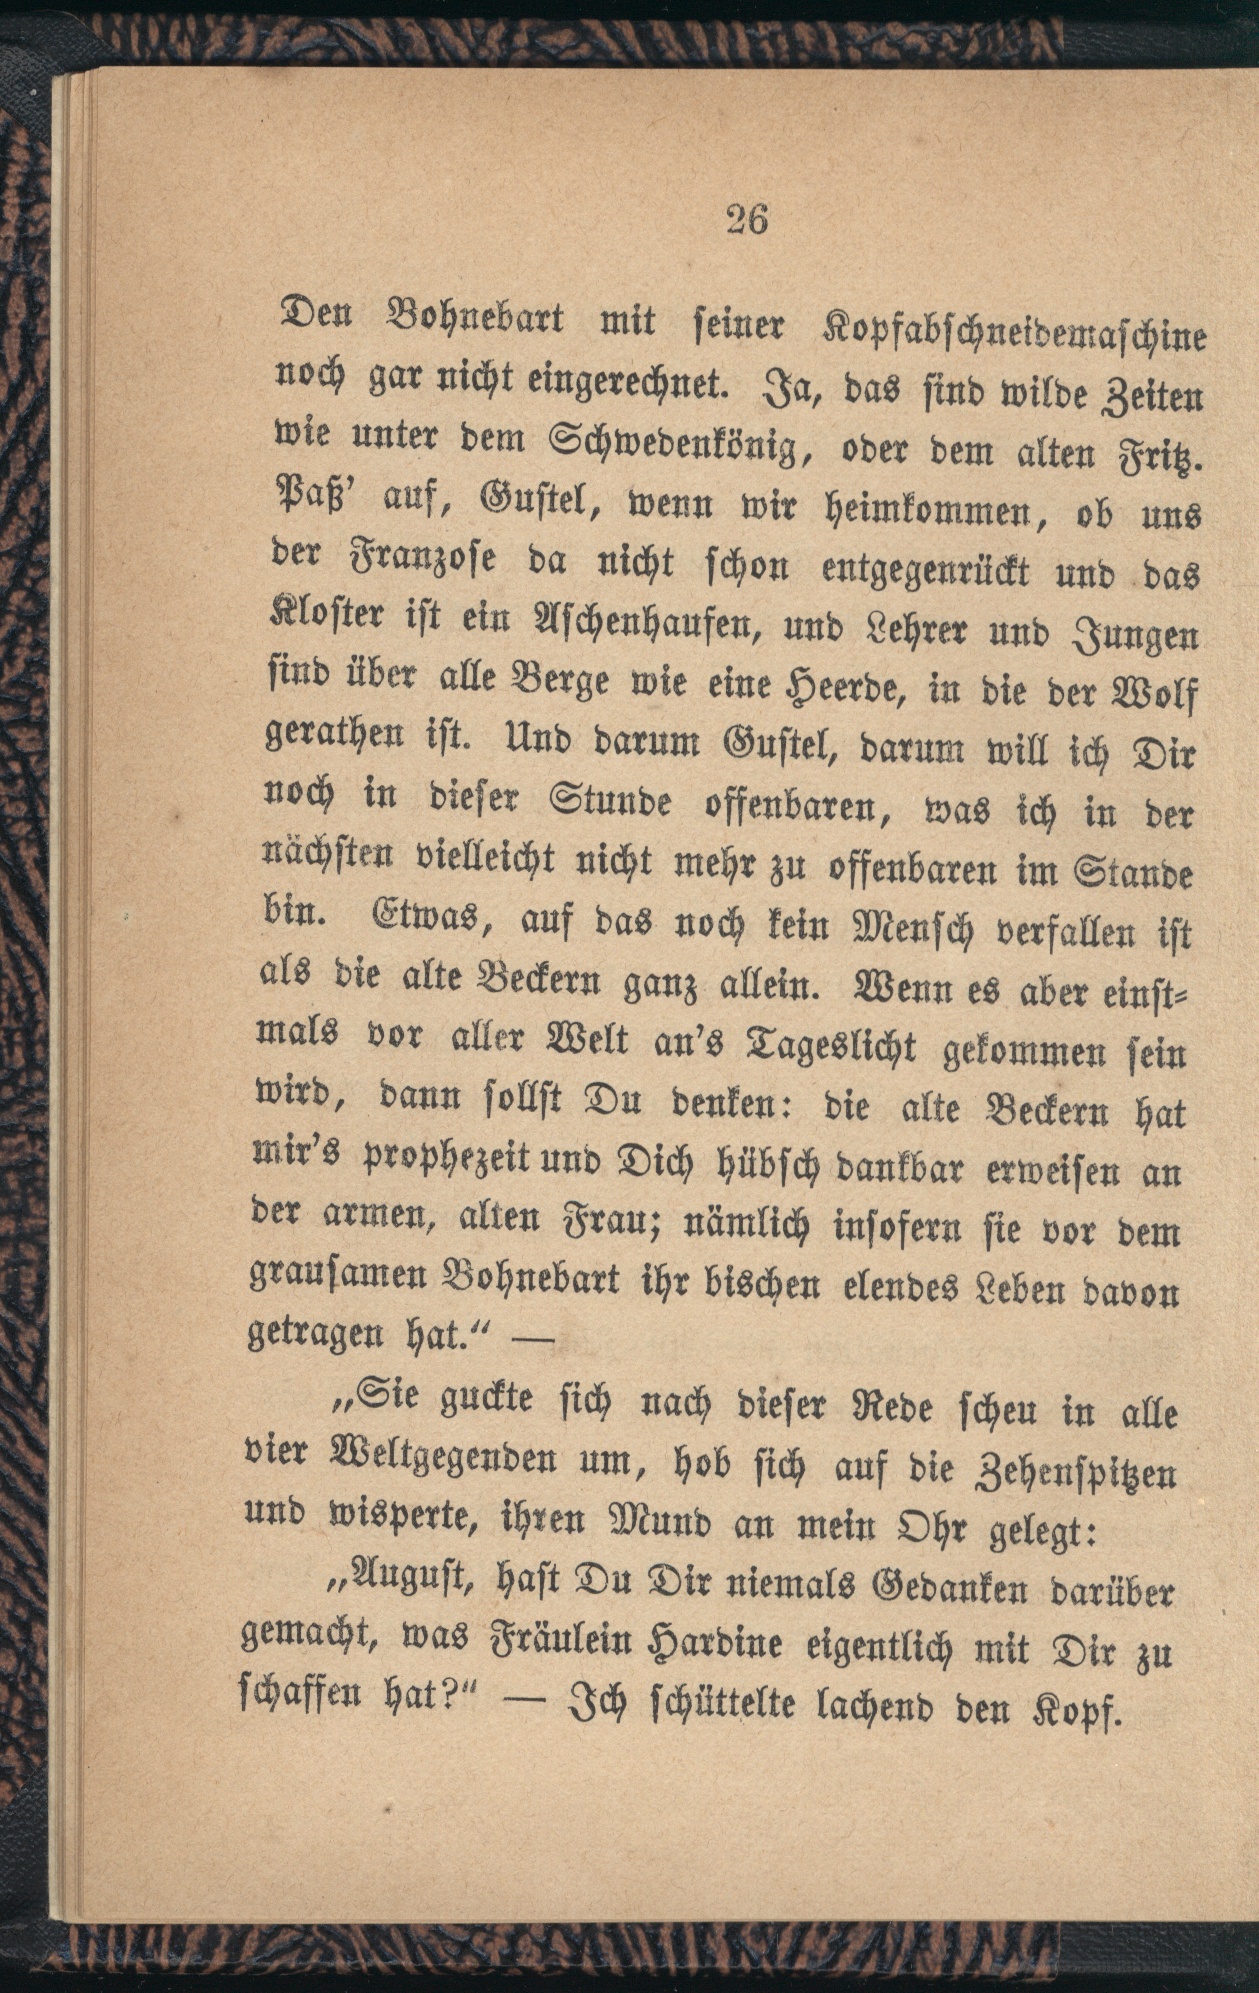 26
Den Bohnebart mit seiner Kopfabschneidemaschine
noch gar nicht eingerechnet. Ja, das sind wilde Zeiten
wie unter dem Schwedenkönig, oder dem alten Fritz.
Paß' auf, Gustel, wenn wir heimkommen, ob uns
der Franzose da nicht schon entgegenrückt und das
Kloster ist ein Aschenhaufen, und Lehrer und Jungen
sind über alle Berge wie eine Heerde, in die der Wolf
gerathen ist. Und darum Gustel, darum will ich Dir
noch in dieser Stunde offenbaren, was ich in der
nächsten vielleicht nicht mehr zu offenbaren im Stande
bin. Etwas, auf das noch kein Mensch verfallen ist
als die alte Beckern ganz allein. Wenn es aber einst-
mals vor aller Welt an's Tageslicht gekommen sein
wird, dann sollst Du denken: die alte Beckern hat
mir's prophezeit und Dich hübsch dankbar erweisen an
der armen, alten Frau; nämlich insofern sie vor dem
grausamen Bohnebart ihr bischen elendes Leben davon
getragen hat.“ —
„Sie guckte sich nach dieser Rede scheu in alle
vier Weltgegenden um, hob sich auf die Zehenspitzen
und wisperte, ihren Mund an mein Ohr gelegt:
„August, hast Du Dir niemals Gedanken darüber
gemacht, was Fräulein Hardine eigentlich mit Dir zu
schaffen hat?“ — Ich schüttelte lachend den Kopf.